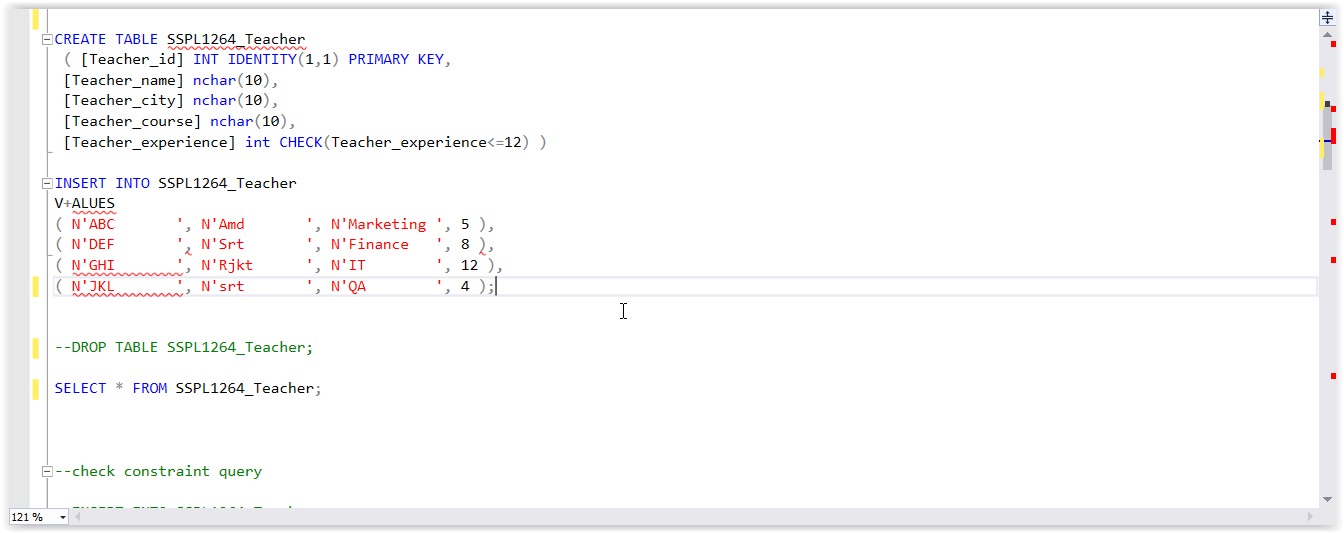 CREATE TABLE SSPL1264_Teacher
( [Teacher_id] INT IDENTITY(1,1) PRIMARY KEY,
[Teacher_name] nchar(10),
[Teacher_city] nchar(10),
[Teacher_course] nchar(10),
[Teacher_experience] int CHECK(Teacher_experience<=12) )
INSERT INTO SSPL1264_Teacher
V+ALUES
( N'ABC       ', N'Amd       ', N'Marketing ', 5 ),
( N'DEF       ', N'Srt       ', N'Finance   ', 8 ),
( N'GHI       ', N'Rjkt      ', N'IT        ', 12 ),
( N'JKL       ', N'srt       ', N'QA        ', 4 );
--DROP TABLE SSPL1264_Teacher;
SELECT * FROM SSPL1264_Teacher;
--check constraint query
121 %